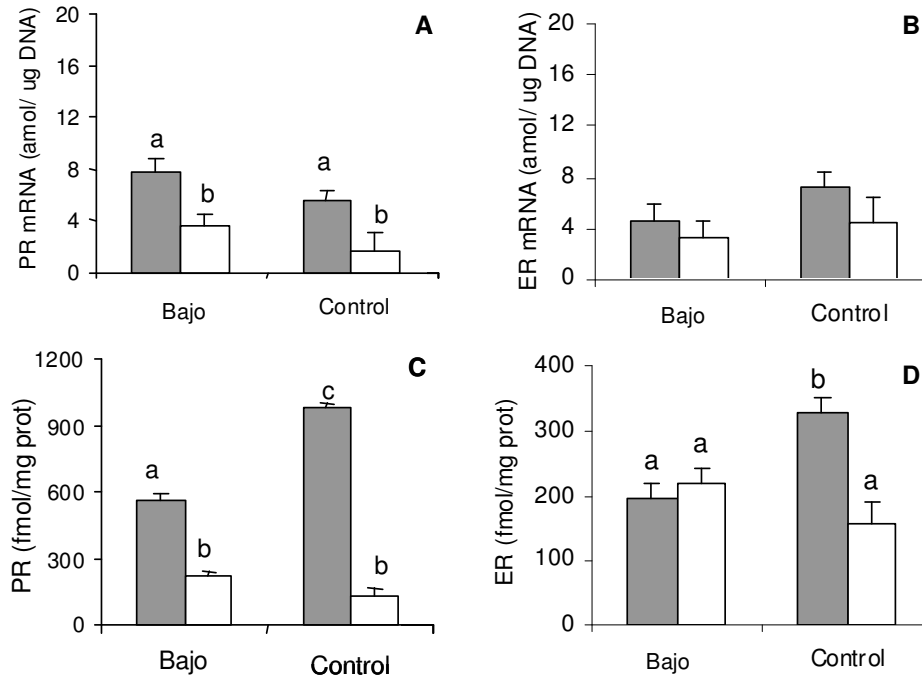 A
PR mRNA (amol/ ug DNA)
20
16
12
8
4
0
a
b
a
b
Bajo
Control
B
ER mRNA (amol/ ug DNA)
20
16
12
8
4
0
Bajo
Control
C
PR (fmol/mg prot)
1200
900
600
300
0
a
b
c
b
Bajo
Control
D
ER (fmol/mg prot)
400
300
200
100
0
a
a
b
a
Bajo
Control